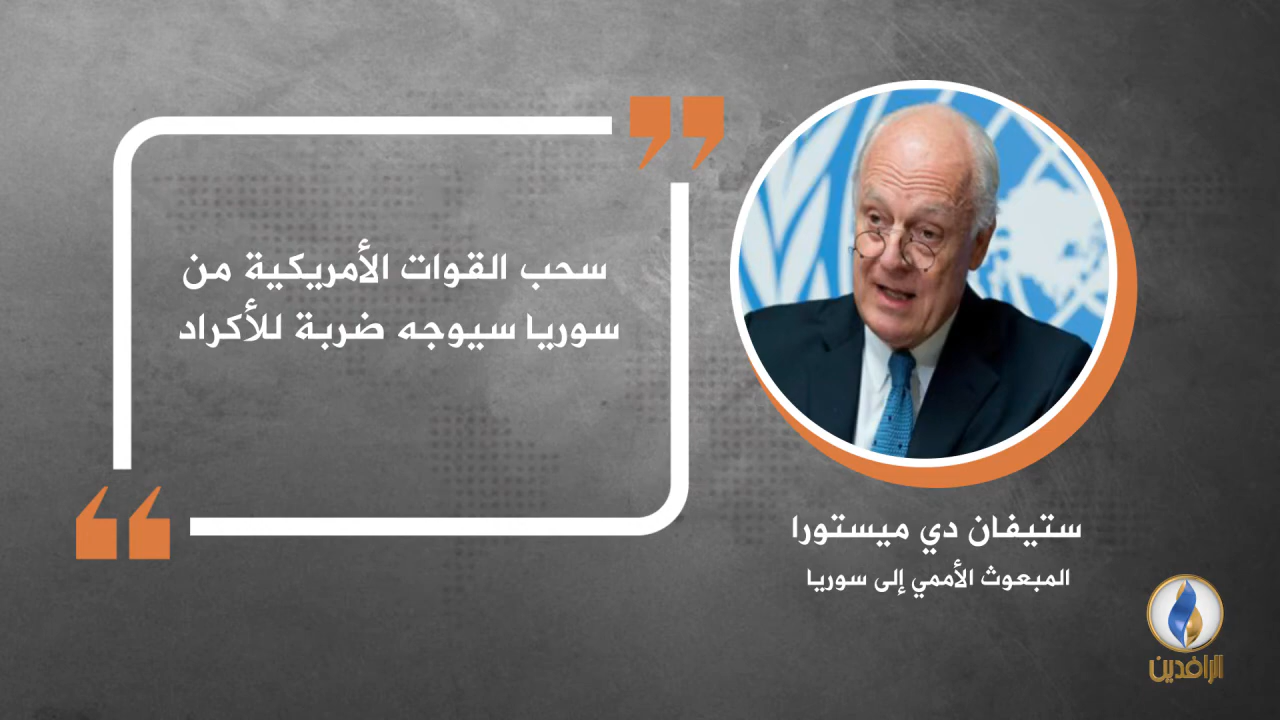 سحب القوات الأمريكية من
سوريا سيوجه ضربة للأكراد
ستيفان دي ميستورا
المبعوث الأممي إلى سوريا
الرافدين